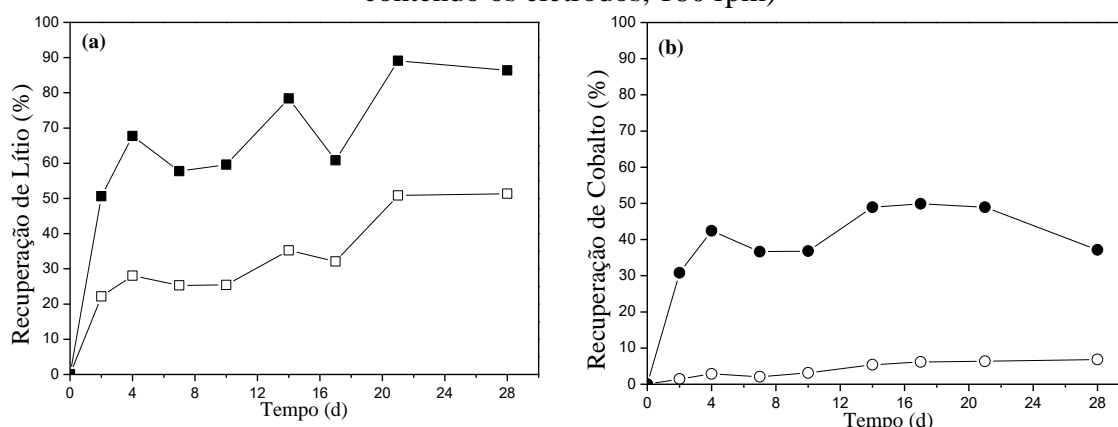 contendo os eletrodos, 180 rpm)
(a)
Recuperação de Lítio (%)
100
90
80
70
60
50
40
30
20
10
0
0 4 8 12 16 20 24 28
Tempo (d)
(b)
Recuperação de Cobalto (%)
100
90
80
70
60
50
40
30
20
10
0
0 4 8 12 16 20 24 28
Tempo (d)